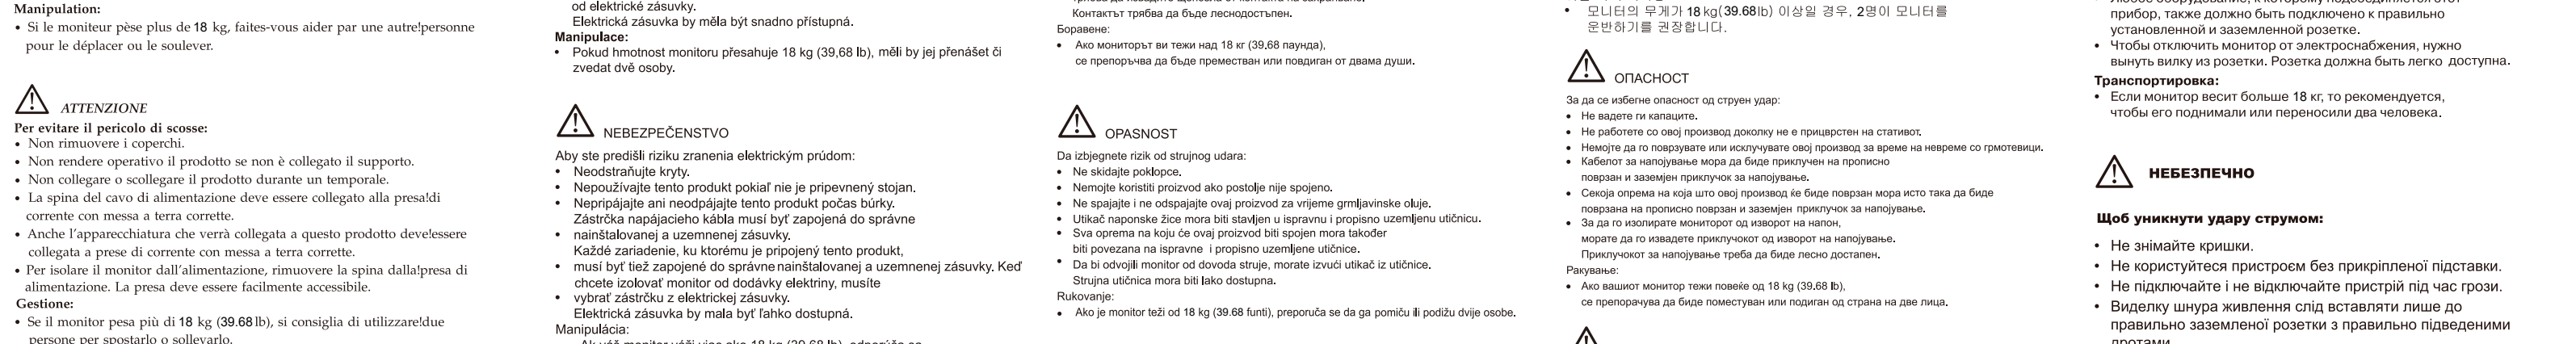 Manipulation:
• Si le moniteur pèse plus de 18 kg, faites-vous aider par une autre!personne
pour le déplacer ou le soulever.
ATTENZIONE
Per evitare il pericolo di scosse:
• Non rimuovere i coperchi.
• Non rendere operativo il prodotto se non è collegato il supporto.
• Non collegare o scollegare il prodotto durante un temporale.
• La spina del cavo di alimentazione deve essere collegato alla presa!di
corrente con messa a terra corrette.
• Anche l'apparecchiatura che verrà collegata a questo prodotto deve!essere
collegata a prese di corrente con messa a terra corrette.
• Per isolare il monitor dall'alimentazione, rimuovere la spina dalla!presa di
alimentazione. La presa deve essere facilmente accessibile.
Gestione:
• Se il monitor pesa più di 18 kg (39.68 lb), si consiglia di utilizzare!due
persone per spostarlo o sollevarlo.
od elektrické zásuvky.
Elektrická zásuvka by měla být snadno přístupná.
Manipulace:
• Pokud hmotnost monitoru přesahuje 18 kg (39,68 lb), měli by jej přenášet či
zvedat dvě osoby.
NEBEZPEČENSTVO
Aby ste predišli riziku zranenia elektrickým prúdom:
• Neodstraňujte kryty.
• Nepoužívajte tento produkt pokiaľ nie je pripevnený stojan.
• Nepripájajte ani neodpájajte tento produkt počas búrky.
Zástrčka napájacieho kábla musí byť zapojená do správne
• nainštalovanej a uzemnenej zásuvky.
Každé zariadenie, ku ktorému je pripojený tento produkt,
• musí byť tiež zapojené do správne nainštalovanej a uzemnenej zásuvky. Keď
chcete izolovať monitor od dodávky elektriny, musíte
• vybrať zástrčku z elektrickej zásuvky.
Elektrická zásuvka by mala byť ľahko dostupná.
Manipulácia:
Ak váš monitor váži viac ako 18 kg (39.68 lb), odporúča sa
Контактът трябва да бъде леснодостъпен.
Боравене:
• Ако мониторът ви тежи над 18 кг (39,68 паунда),
се препоръчва да бъде преместван или повдиган от двама души.
OPASNOST
Da izbjegnete rizik od strujnog udara:
• Ne skidajte poklopce.
• Nemojte koristiti proizvod ako postolje nije spojeno.
• Ne spajajte i ne odspajajte ovaj proizvod za vrijeme grmljavinske oluje.
• Utikač naponske žice mora biti stavljen u ispravnu i propisno uzemljenu utičnicu.
• Sva oprema na koju će ovaj proizvod biti spojen mora također
biti povezana na ispravne i propisno uzemljene utičnice.
• Da bi odvojili monitor od dovoda struje, morate izvući utikač iz utičnice.
Strujna utičnica mora biti lako dostupna.
Rukovanje:
• Ako je monitor teži od 18 kg (39.68 funti), preporuča se da ga pomiču ili podižu dvije osobe.
• 모니터의 무게가 18 kg(39.68lb) 이상일 경우, 2명이 모니터를
운반하기를 권장합니다.
ОПАСНОСТ
За да се избегне опасност од струен удар:
• Не вадете ги капаците.
• Не работете со овој производ доколку не е прицврстен на стативот.
• Немојте да го поврзувате или исклучувате овој производ за време на невреме со грмотевици.
• Кабелот за напојување мора да биде приклучен на прописно
поврзан и заземјен приклучок за напојување.
• Секоја опрема на која што овој производ ќе биде поврзан мора исто така да биде
поврзана на прописно поврзан и заземјен приклучок за напојување.
• За да го изолирате мониторот од изворот на напон,
морате да го извадете приклучокот од изворот на напојување.
Приклучокот за напојување треба да биде лесно достапен.
Ракување:
• Ако вашиот монитор тежи повеќе од 18 kg (39.68 lb),
се препорачува да биде поместуван или подиган од страна на две лица.
• Любое оборудование, к которому подсоединяется этот
прибор, также должно быть подключено к правильно
установленной и заземленной розетке.
• Чтобы отключить монитор от электроснабжения, нужно
вынуть вилку из розетки. Розетка должна быть легко доступна.
Транспортировка:
• Если монитор весит больше 18 кг, то рекомендуется,
чтобы его поднимали или переносили два человека.
НЕБЕЗПЕЧНО
Щоб уникнути удару струмом:
• Не знімайте кришки.
• Не користуйтеся пристроєм без прикріпленої підставки.
• Не підключайте і не відключайте пристрій під час грози.
• Виделку шнура живлення слід вставляти лише до
правильно заземленої розетки з правильно підведеними
дротами.